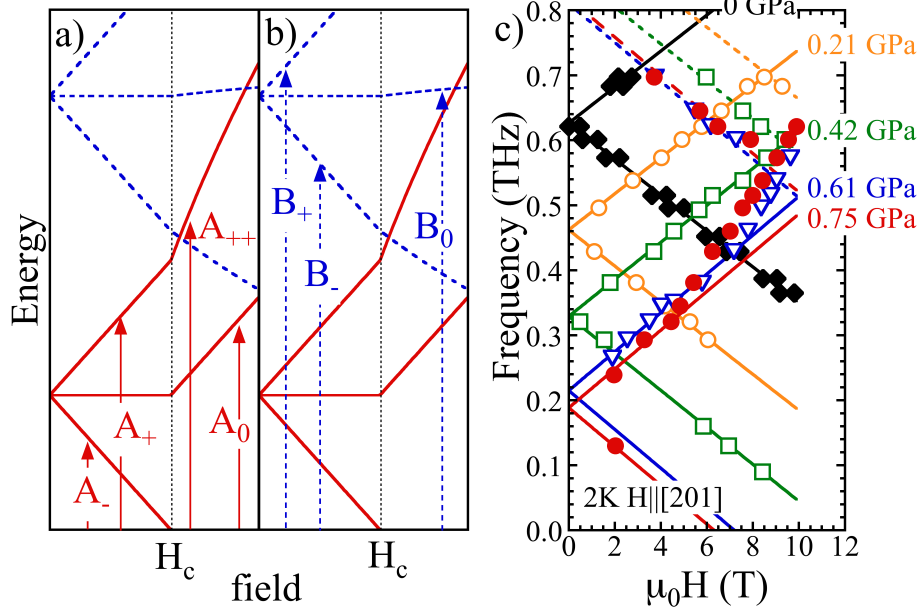 a)
b)
c)
Energy
A₋
A₊
A₊₊
A₀
B₊
B₋
B₀
H_c
H_c
field
Frequency (THz)
0.8
0.7
0.6
0.5
0.4
0.3
0.2
0.1
0.0
0 GPa
0.21 GPa
0.42 GPa
0.61 GPa
0.75 GPa
2K H||[201]
0 2 4 6 8 10 12
μ₀H (T)